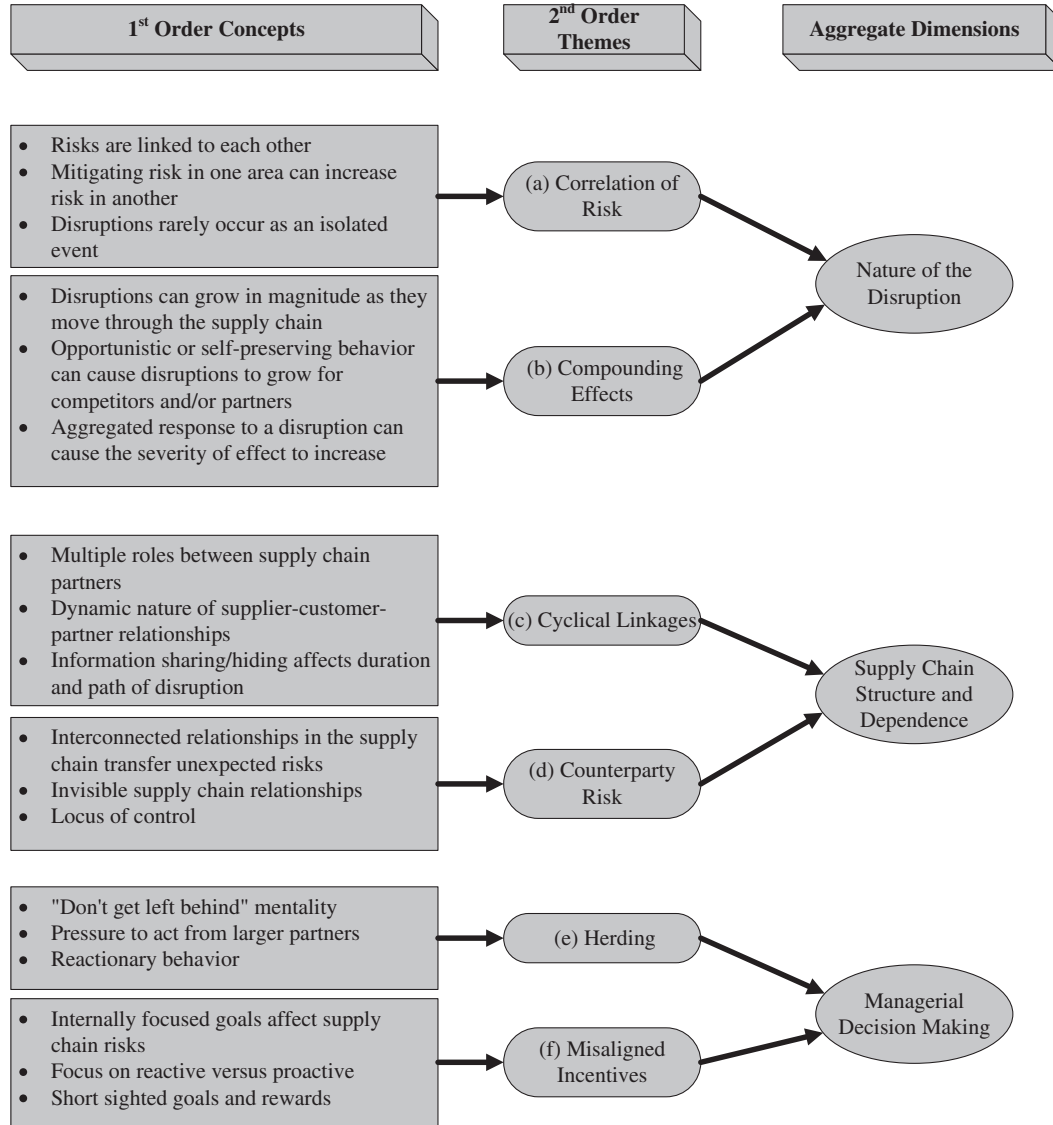 1st Order Concepts
2nd Order
Themes
Aggregate Dimensions
• Risks are linked to each other
• Mitigating risk in one area can increase
risk in another
• Disruptions rarely occur as an isolated
event
(a) Correlation of
Risk
• Disruptions can grow in magnitude as they
move through the supply chain
• Opportunistic or self-preserving behavior
can cause disruptions to grow for
competitors and/or partners
• Aggregated response to a disruption can
cause the severity of effect to increase
(b) Compounding
Effects
Nature of the
Disruption
• Multiple roles between supply chain
partners
• Dynamic nature of supplier-customer-
partner relationships
• Information sharing/hiding affects duration
and path of disruption
(c) Cyclical Linkages
• Interconnected relationships in the supply
chain transfer unexpected risks
• Invisible supply chain relationships
• Locus of control
(d) Counterparty
Risk
Supply Chain
Structure and
Dependence
• "Don't get left behind" mentality
• Pressure to act from larger partners
• Reactionary behavior
(e) Herding
• Internally focused goals affect supply
chain risks
• Focus on reactive versus proactive
• Short sighted goals and rewards
(f) Misaligned
Incentives
Managerial
Decision Making